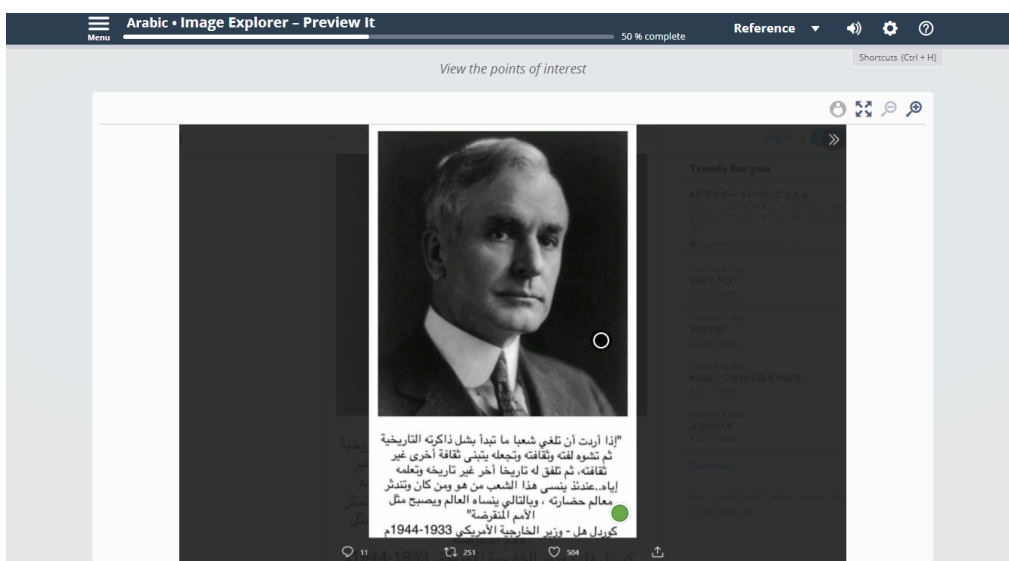 Arabic • Image Explorer – Preview It
Menu
50 % complete
Reference
Shortcuts (Ctrl + H)
View the points of interest
Log in
Trends for you
"إذا أردت أن تلغي شعبا ما تبدأ بشل ذاكرته التاريخية
ثم تشوه لغته وثقافته وتجعله يتبنى ثقافة أخرى غير
ثقافته، ثم تلفق له تاريخا أخر غير تاريخه وتعلمه
إياه..عندئذ ينسى هذا الشعب من هو ومن كان وتندثر
معالم حضارته ، وبالتالي ينساه العالم ويصبح مثل
الأمم المنقرضة"
كوردل هل - وزير الخارجية الأمريكي 1933-1944م
11
251
504